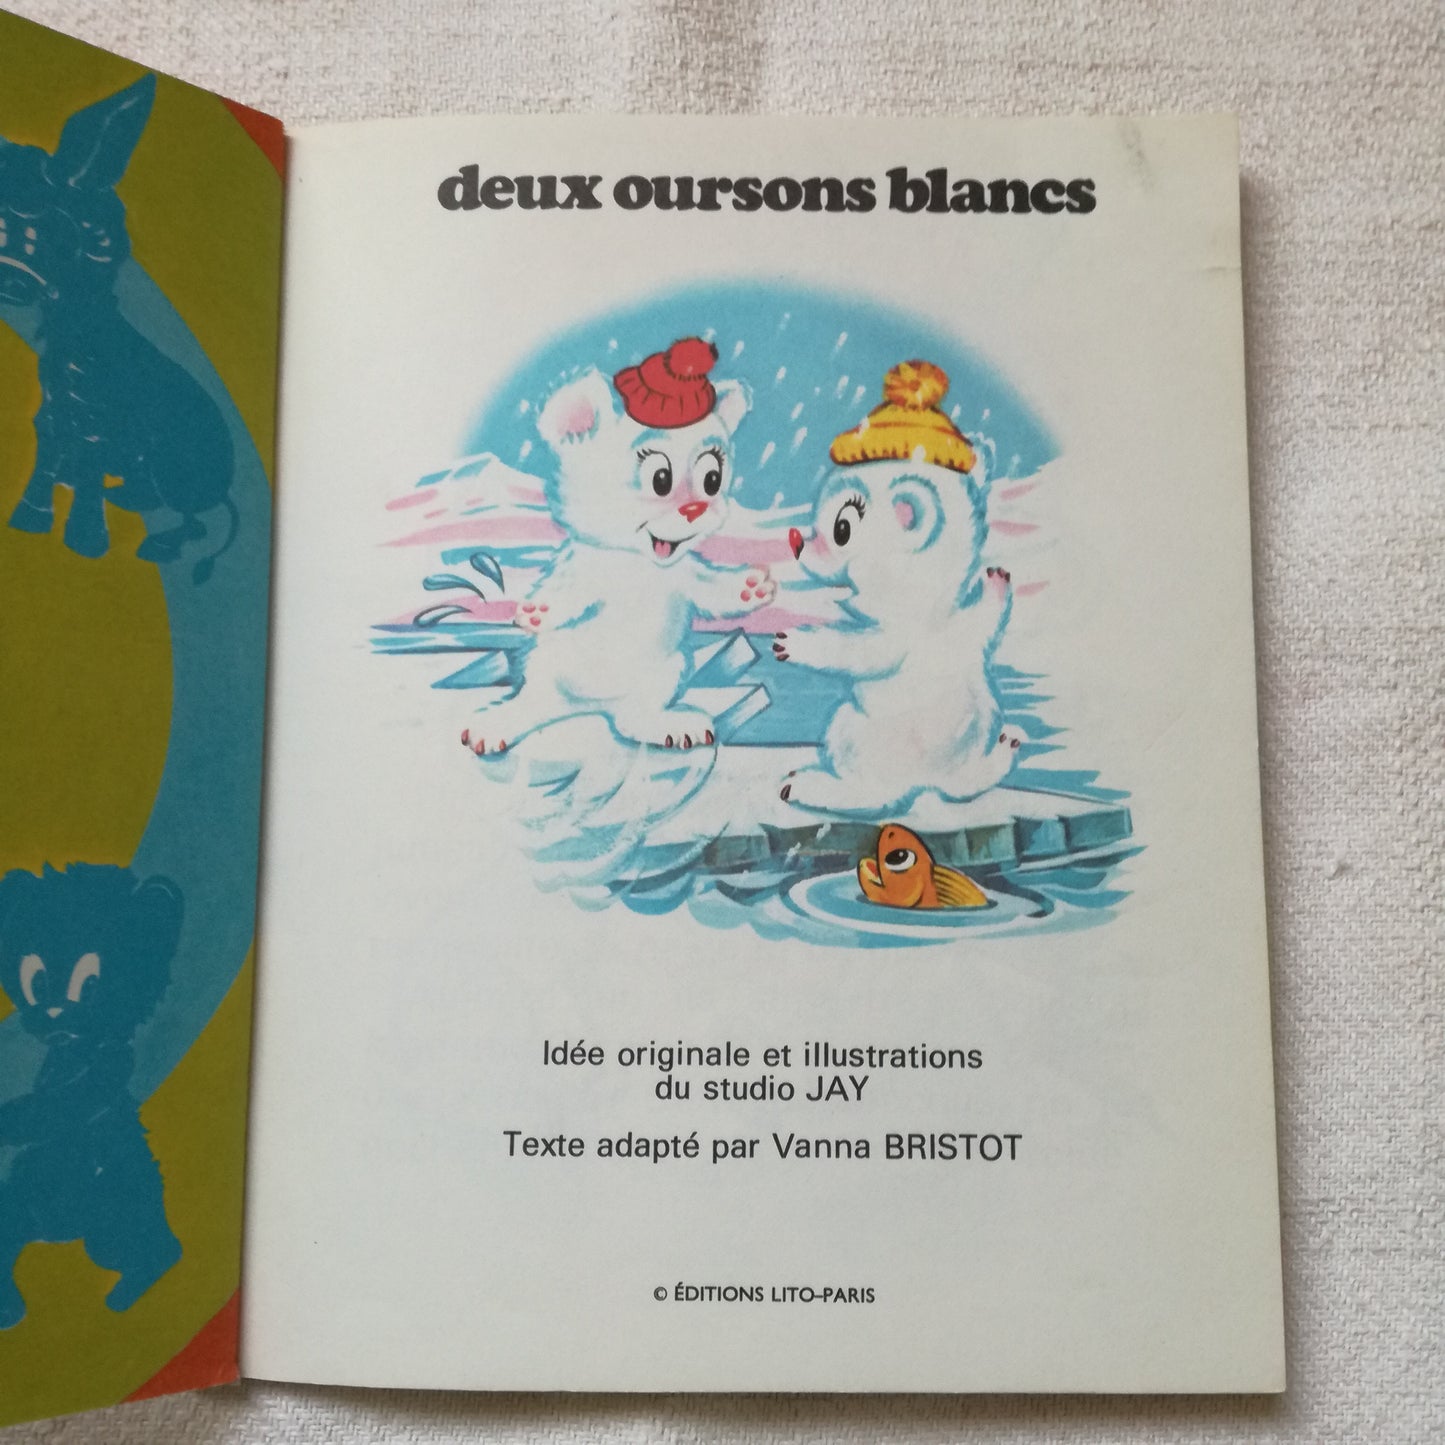 deux oursons blancs
Idée originale et illustrations
du studio JAY
Texte adapté par Vanna BRISTOT
© ÉDITIONS LITO-PARIS